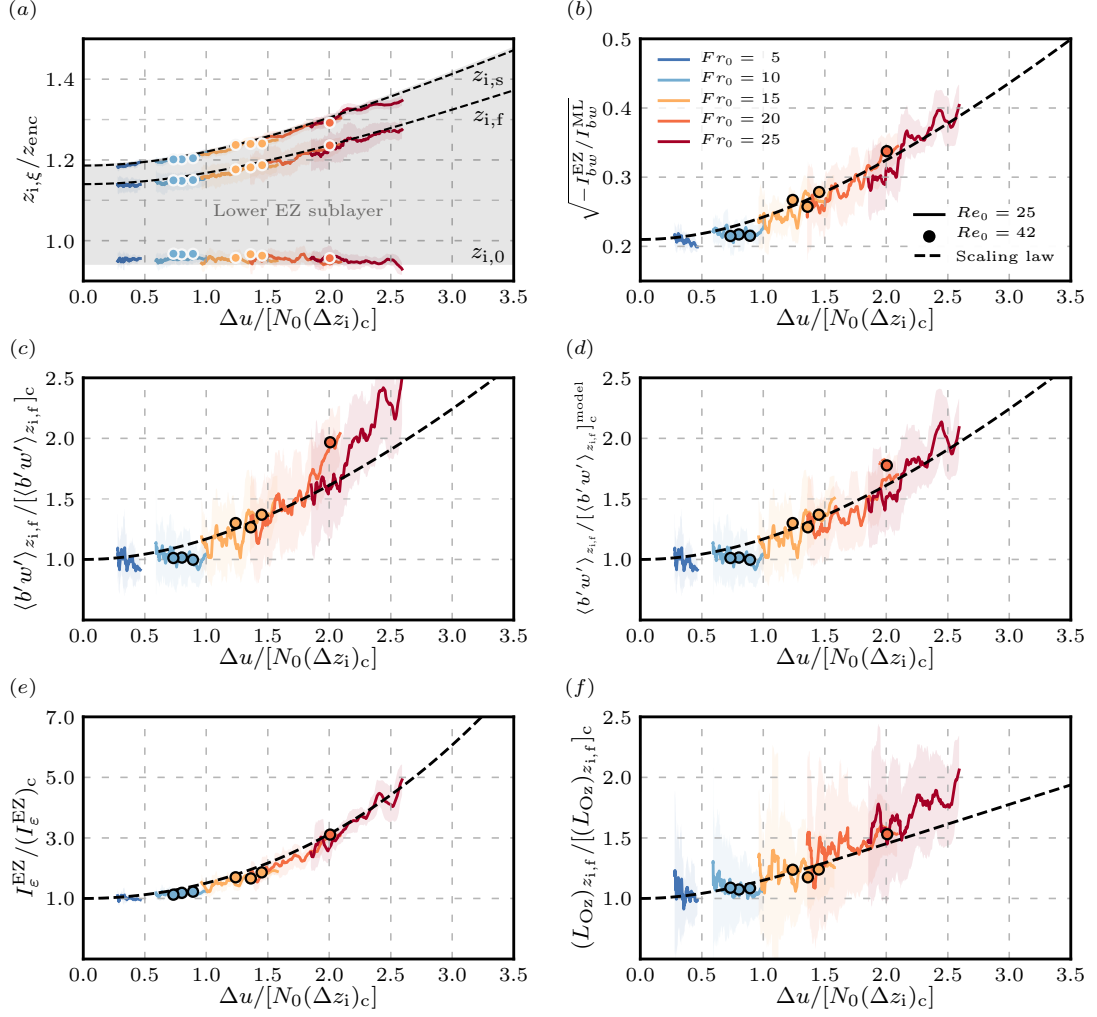 (a)
z_{i,ξ}/z_{enc}
1.4
1.2
1.0
z_{i,s}
z_{i,f}
Lower EZ sublayer
z_{i,0}
0.0 0.5 1.0 1.5 2.0 2.5 3.0 3.5
Δu/[N_0(Δz_i)_c]
(b)
√(−I_{bw}^{EZ}/I_{bw}^{ML})
0.5
0.4
0.3
0.2
Fr_0 = 5
Fr_0 = 10
Fr_0 = 15
Fr_0 = 20
Fr_0 = 25
Re_0 = 25
Re_0 = 42
Scaling law
0.0 0.5 1.0 1.5 2.0 2.5 3.0 3.5
Δu/[N_0(Δz_i)_c]
(c)
⟨b′w′⟩_{z_{i,f}}/[⟨b′w′⟩_{z_{i,f}}]_c
2.5
2.0
1.5
1.0
0.0 0.5 1.0 1.5 2.0 2.5 3.0 3.5
Δu/[N_0(Δz_i)_c]
(d)
⟨b′w′⟩_{z_{i,f}}/[⟨b′w′⟩_{z_{i,f}}]_c^{model}
2.5
2.0
1.5
1.0
0.0 0.5 1.0 1.5 2.0 2.5 3.0 3.5
Δu/[N_0(Δz_i)_c]
(e)
I_ε^{EZ}/(I_ε^{EZ})_c
7.0
5.0
3.0
1.0
0.0 0.5 1.0 1.5 2.0 2.5 3.0 3.5
Δu/[N_0(Δz_i)_c]
(f)
(L_{Oz})_{z_{i,f}}/[(L_{Oz})_{z_{i,f}}]_c
2.5
2.0
1.5
1.0
0.0 0.5 1.0 1.5 2.0 2.5 3.0 3.5
Δu/[N_0(Δz_i)_c]